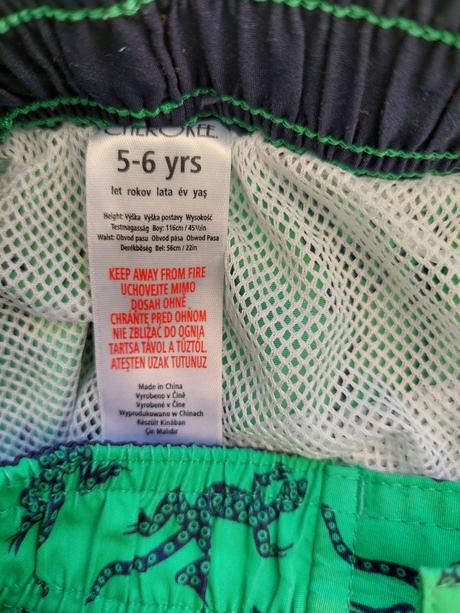 CHEROKEE
5-6 yrs
let rokov lata év yaş
Height: Výška Výška postavy Wysokość
Testmagasság Boy: 116cm / 45½in
Waist: Obvod pasu Obvod pása Obwod Pasa
Derékbőség Bel: 56cm / 22in
KEEP AWAY FROM FIRE
UCHOVEJTE MIMO
DOSAH OHNĚ
CHRÁŇTE PRED OHŇOM
NIE ZBLIŻAĆ DO OGNIA
TARTSA TÁVOL A TŰZTŐL.
ATEŞTEN UZAK TUTUNUZ
Made in China
Vyrobeno v Číně
Vyrobené v Číne
Wyprodukowano w Chinach
Készült Kínában
Çin Malıdır